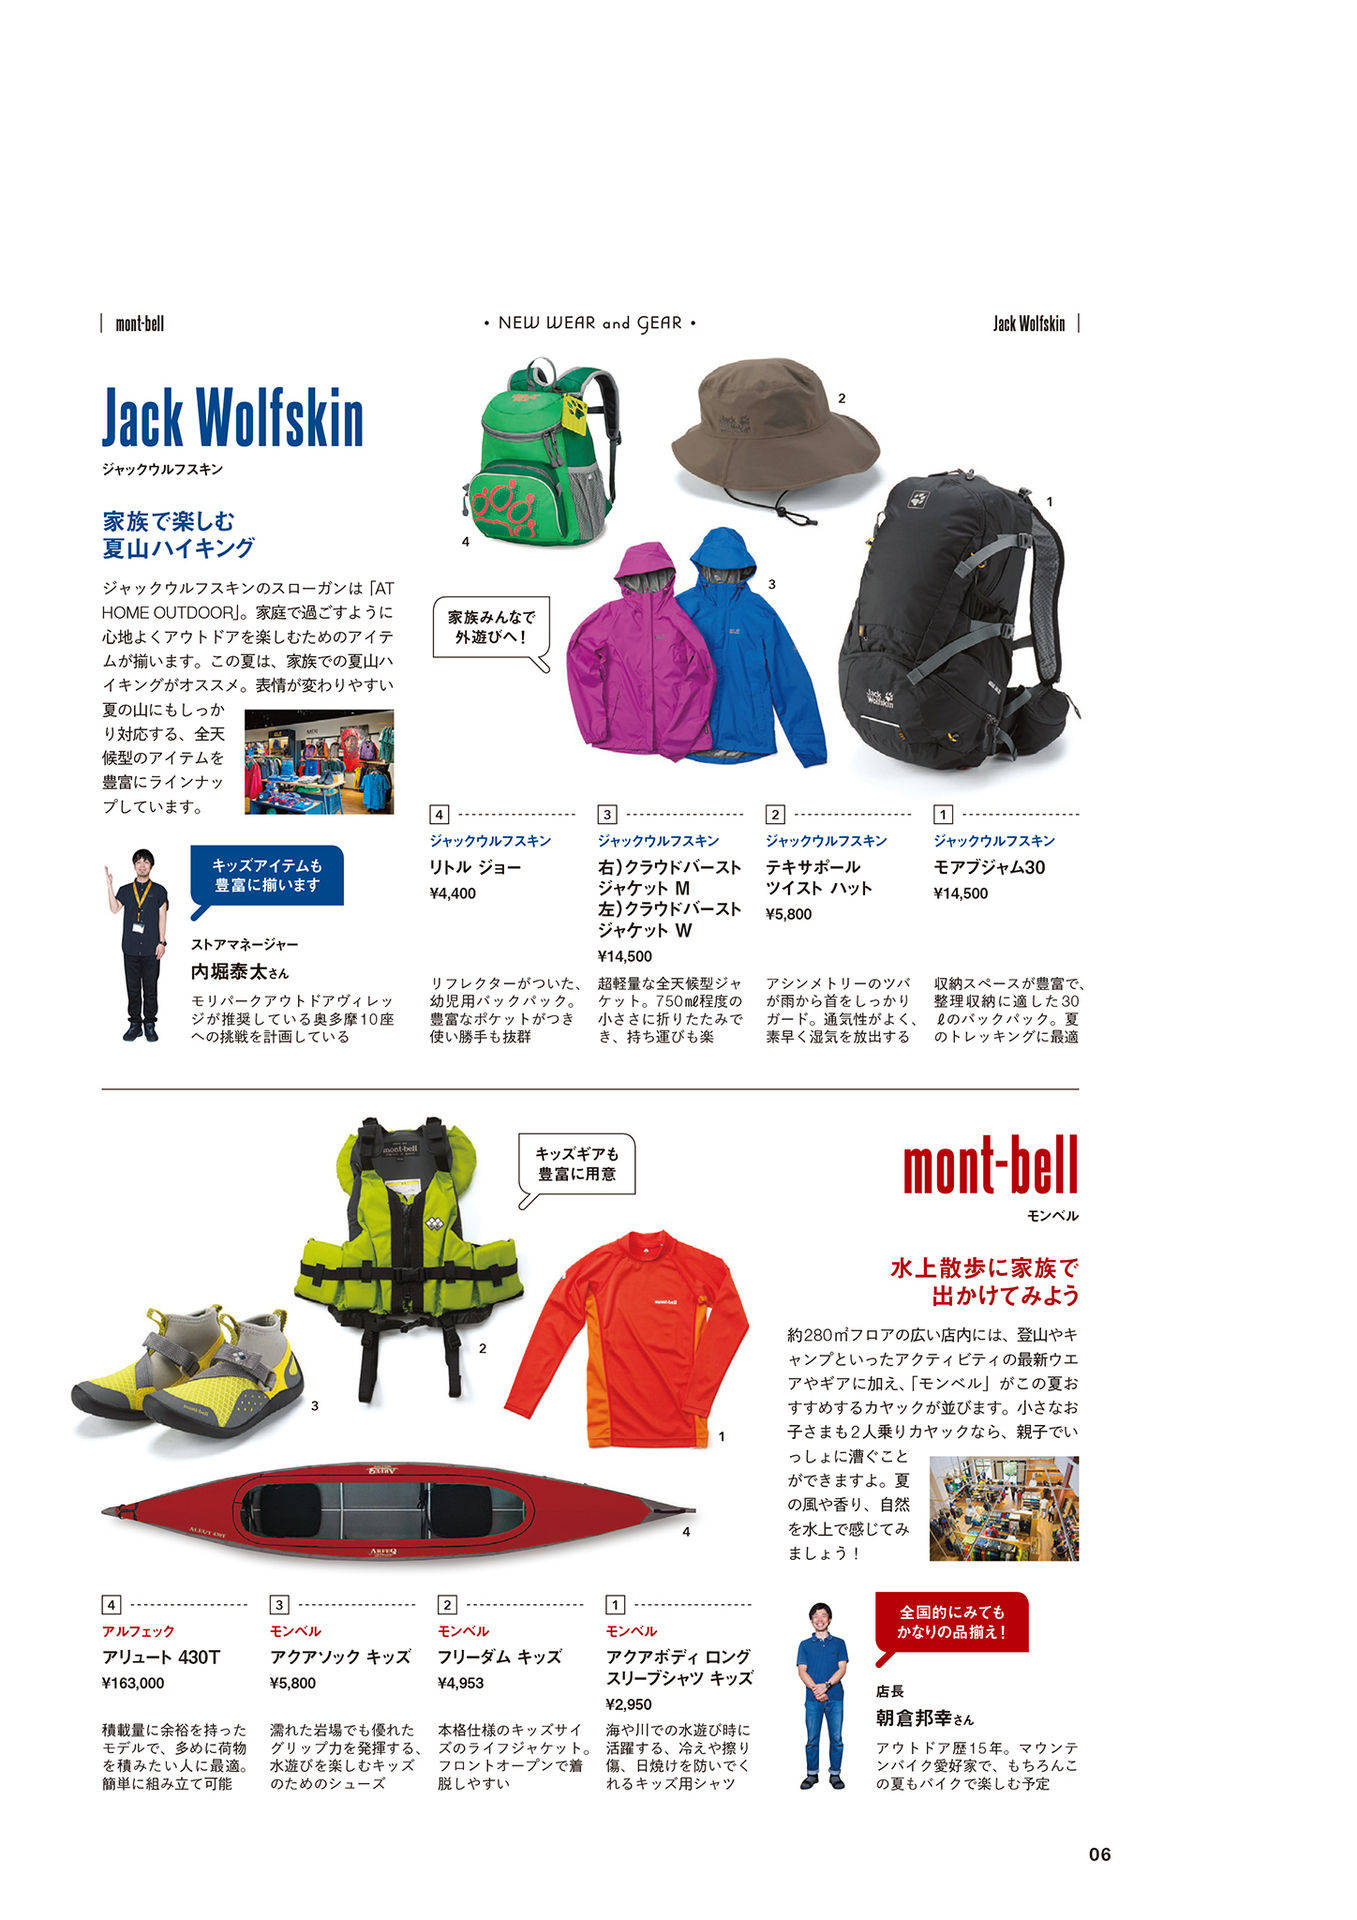 mont-bell
• NEW WEAR and GEAR •
Jack Wolfskin
Jack Wolfskin
ジャックウルフスキン
家族で楽しむ
夏山ハイキング
ジャックウルフスキンのスローガンは「AT
HOME OUTDOOR」。家庭で過ごすように
心地よくアウトドアを楽しむためのアイテ
ムが揃います。この夏は、家族での夏山ハ
イキングがオススメ。表情が変わりやすい
夏の山にもしっか
り対応する、全天
候型のアイテムを
豊富にラインナッ
プしています。
キッズアイテムも
豊富に揃います
ストアマネージャー
内堀泰太さん
モリパークアウトドアヴィレッ
ジが推奨している奥多摩10座
への挑戦を計画している
4
2
1
3
家族みんなで
外遊びへ！
Jack
Wolfskin
4
ジャックウルフスキン
リトル ジョー
¥4,400
リフレクターがついた、
幼児用バックパック。
豊富なポケットがつき
使い勝手も抜群
3
ジャックウルフスキン
右）クラウドバースト
ジャケット M
左）クラウドバースト
ジャケット W
¥14,500
超軽量な全天候型ジャ
ケット。750㎖程度の
小ささに折りたたみで
き、持ち運びも楽
2
ジャックウルフスキン
テキサポール
ツイスト ハット
¥5,800
アシンメトリーのツバ
が雨から首をしっかり
ガード。通気性がよく、
素早く湿気を放出する
1
ジャックウルフスキン
モアブジャム30
¥14,500
収納スペースが豊富で、
整理収納に適した30
ℓのバックパック。夏
のトレッキングに最適
mont-bell
キッズギアも
豊富に用意
mont-bell
2
3
1
4
ALEUT 430T
ARFEQ
mont-bell
モンベル
水上散歩に家族で
出かけてみよう
約280㎡フロアの広い店内には、登山やキ
ャンプといったアクティビティの最新ウエ
アやギアに加え、「モンベル」がこの夏お
すすめするカヤックが並びます。小さなお
子さまも2人乗りカヤックなら、親子でい
っしょに漕ぐこと
ができますよ。夏
の風や香り、自然
を水上で感じてみ
ましょう！
4
アルフェック
アリュート 430T
¥163,000
積載量に余裕を持った
モデルで、多めに荷物
を積みたい人に最適。
簡単に組み立て可能
3
モンベル
アクアソック キッズ
¥5,800
濡れた岩場でも優れた
グリップ力を発揮する、
水遊びを楽しむキッズ
のためのシューズ
2
モンベル
フリーダム キッズ
¥4,953
本格仕様のキッズサイ
ズのライフジャケット。
フロントオープンで着
脱しやすい
1
モンベル
アクアボディ ロング
スリーブシャツ キッズ
¥2,950
海や川での水遊び時に
活躍する、冷えや擦り
傷、日焼けを防いでく
れるキッズ用シャツ
全国的にみても
かなりの品揃え！
店長
朝倉邦幸さん
アウトドア歴15年。マウンテ
ンバイク愛好家で、もちろんこ
の夏もバイクで楽しむ予定
06